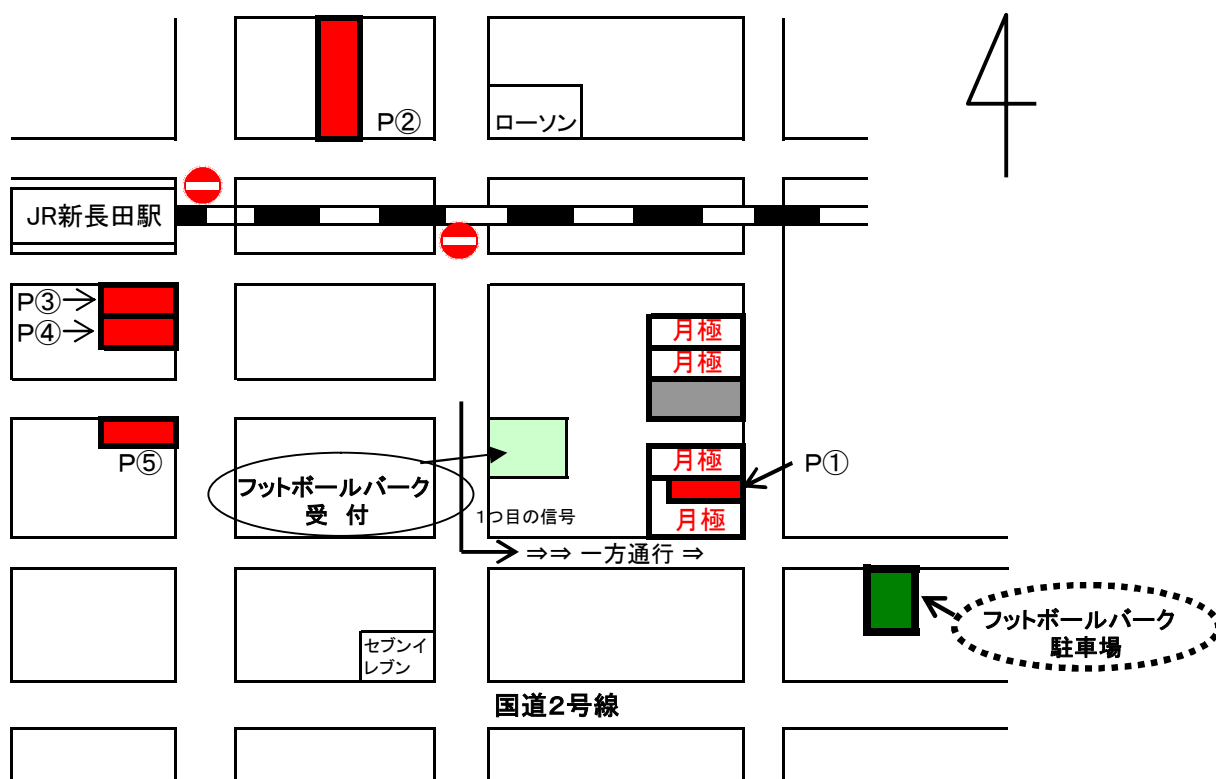 P②
ローソン
JR新長田駅
P③
P④
月極
月極
P⑤
月極
P①
月極
フットボールパーク
受　付
1つ目の信号
⇒⇒ 一方通行 ⇒
フットボールパーク
駐車場
セブンイ
レブン
国道2号線